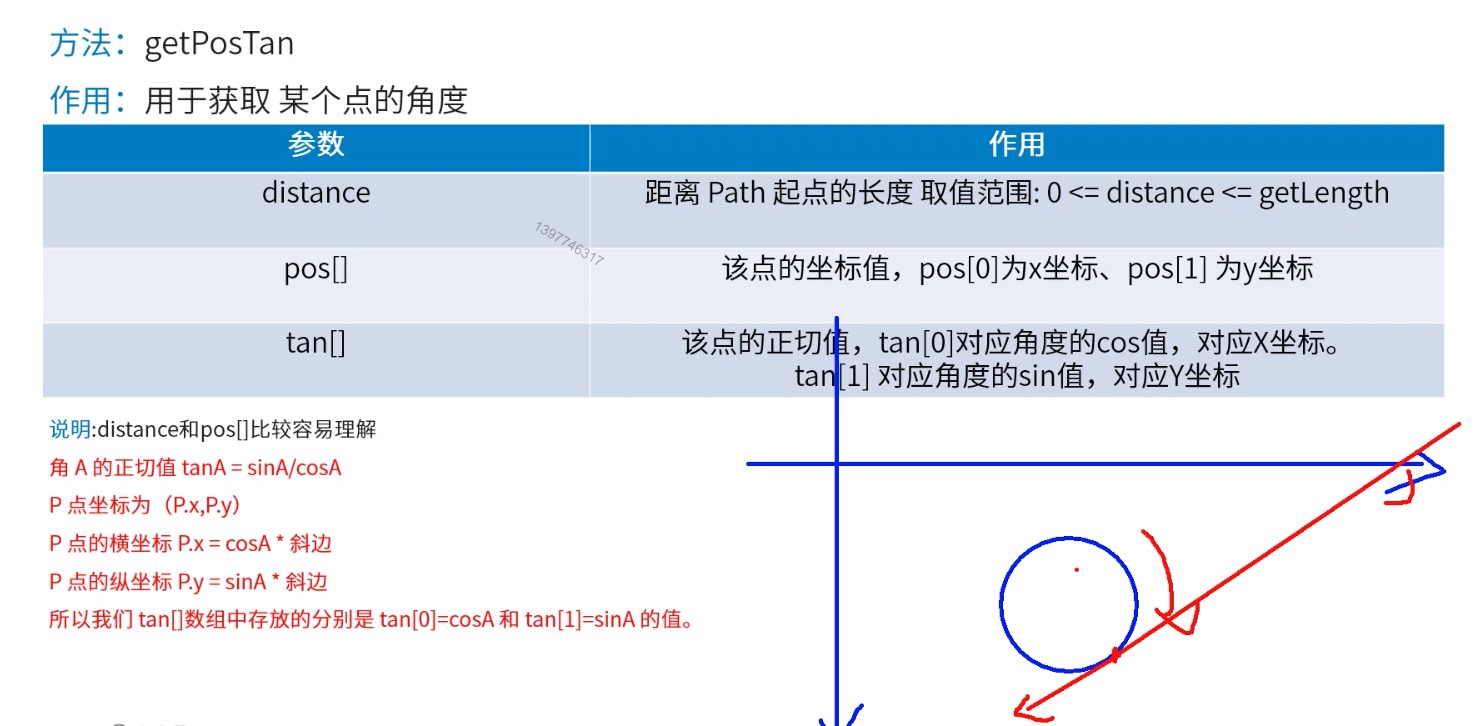 方法：getPosTan
作用：用于获取 某个点的角度
参数 作用
distance 距离 Path 起点的长度 取值范围: 0 <= distance <= getLength
1397746317
pos[] 该点的坐标值，pos[0]为x坐标、pos[1] 为y坐标
tan[] 该点的正切值，tan[0]对应角度的cos值，对应X坐标。
tan[1] 对应角度的sin值，对应Y坐标
说明:distance和pos[]比较容易理解
角 A 的正切值 tanA = sinA/cosA
P 点坐标为（P.x,P.y）
P 点的横坐标 P.x = cosA * 斜边
P 点的纵坐标 P.y = sinA * 斜边
所以我们 tan[]数组中存放的分别是 tan[0]=cosA 和 tan[1]=sinA 的值。